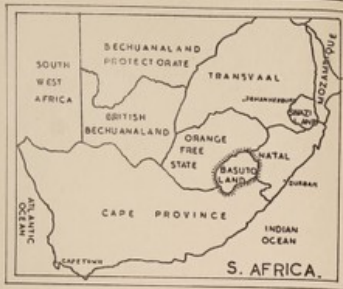 SOUTH
WEST
AFRICA
BECHUANALAND
PROTECTORATE
TRANSVAAL
JOHANNESBURG
MOZAMBIQUE
SWAZI
LAND
BRITISH
BECHUANALAND
ORANGE
FREE
STATE
NATAL
BASUTO
LAND
DURBAN
CAPE PROVINCE
ATLANTIC
OCEAN
INDIAN
OCEAN
CAPETOWN
S. AFRICA.